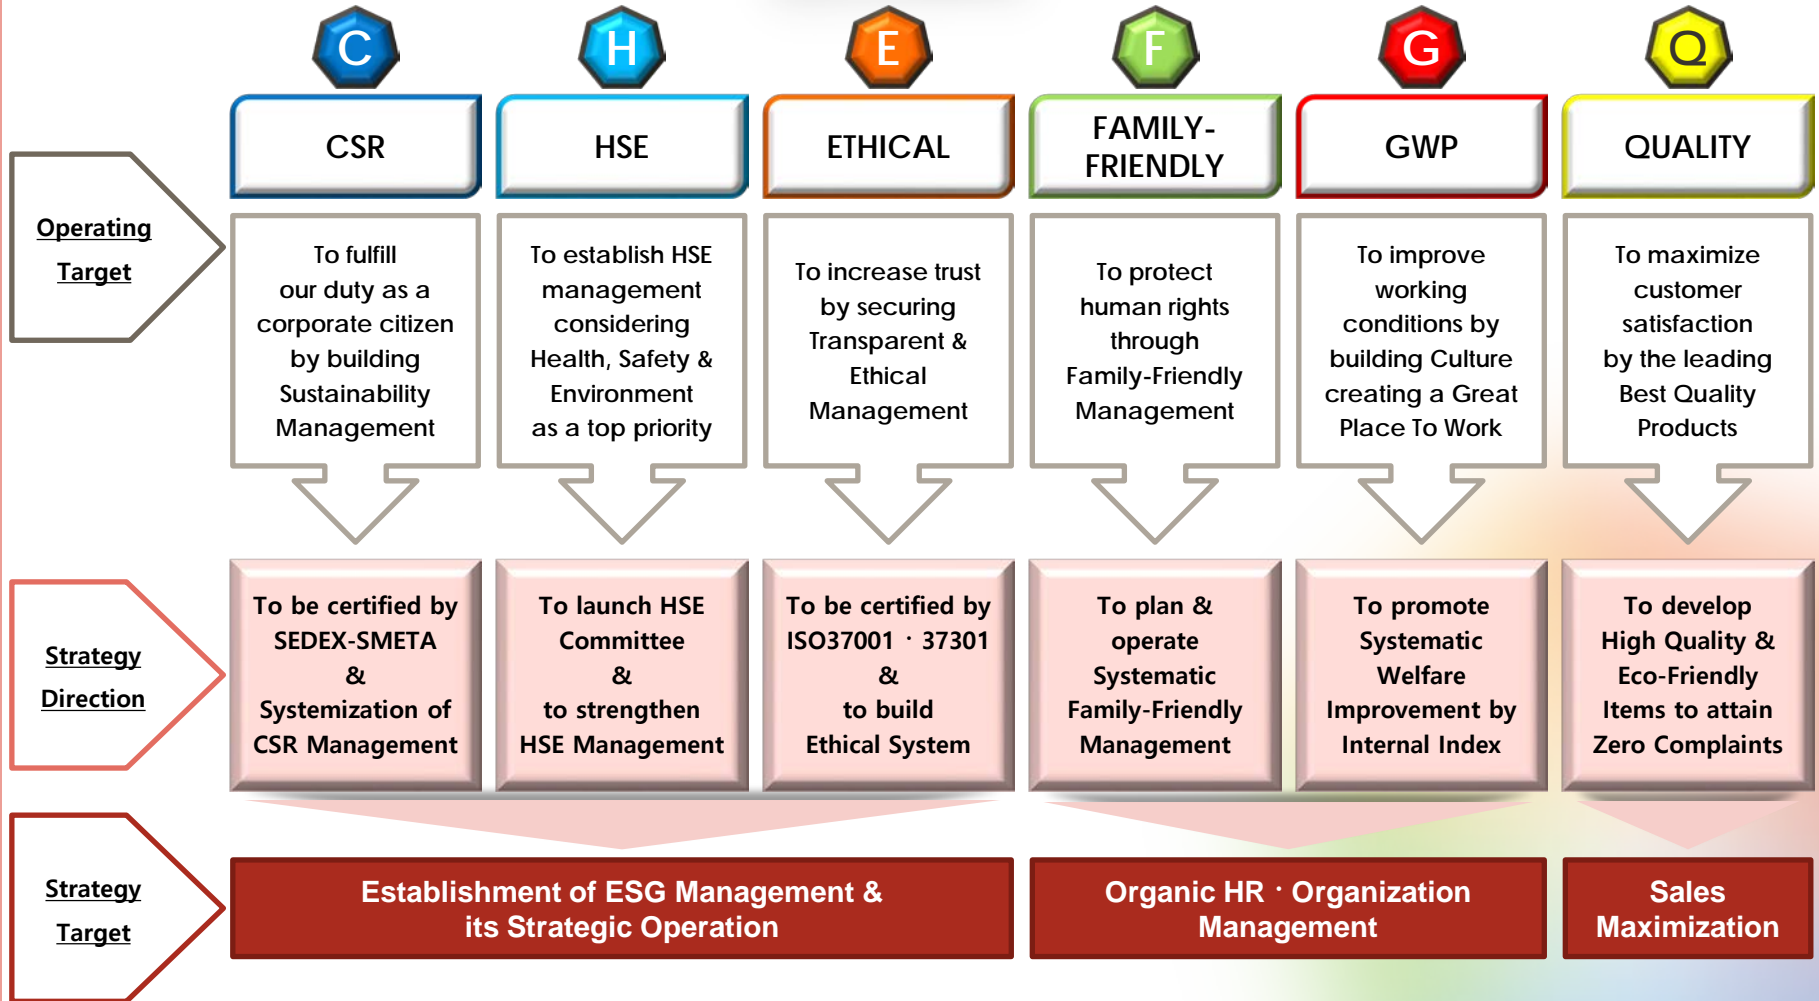 C
H
E
F
G
Q
CSR
HSE
ETHICAL
FAMILY-
FRIENDLY
GWP
QUALITY
Operating
Target
To fulfill
our duty as a
corporate citizen
by building
Sustainability
Management
To establish HSE
management
considering
Health, Safety &
Environment
as a top priority
To increase trust
by securing
Transparent &
Ethical
Management
To protect
human rights
through
Family-Friendly
Management
To improve
working
conditions by
building Culture
creating a Great
Place To Work
To maximize
customer
satisfaction
by the leading
Best Quality
Products
Strategy
Direction
To be certified by
SEDEX-SMETA
&
Systemization of
CSR Management
To launch HSE
Committee
&
to strengthen
HSE Management
To be certified by
ISO37001 · 37301
&
to build
Ethical System
To plan &
operate
Systematic
Family-Friendly
Management
To promote
Systematic
Welfare
Improvement by
Internal Index
To develop
High Quality &
Eco-Friendly
Items to attain
Zero Complaints
Strategy
Target
Establishment of ESG Management &
its Strategic Operation
Organic HR · Organization
Management
Sales
Maximization